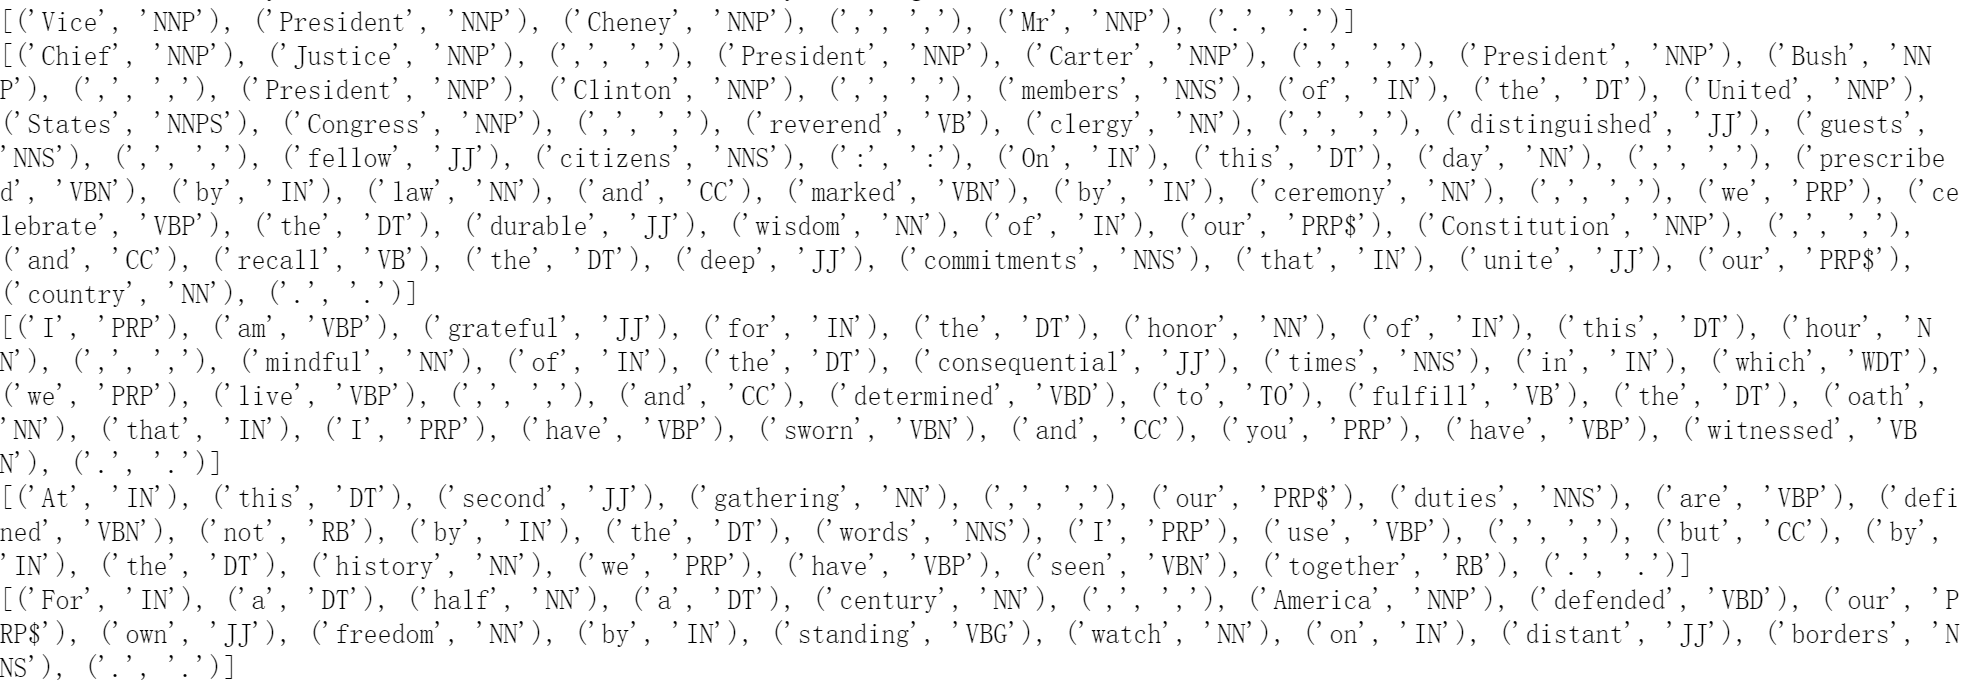 [('Vice', 'NNP'), ('President', 'NNP'), ('Cheney', 'NNP'), (',', ','), ('Mr', 'NNP'), ('.', '.')]
[('Chief', 'NNP'), ('Justice', 'NNP'), (',', ','), ('President', 'NNP'), ('Carter', 'NNP'), (',', ','), ('President', 'NNP'), ('Bush', 'NN
P'), (',', ','), ('President', 'NNP'), ('Clinton', 'NNP'), (',', ','), ('members', 'NNS'), ('of', 'IN'), ('the', 'DT'), ('United', 'NNP'),
('States', 'NNPS'), ('Congress', 'NNP'), (',', ','), ('reverend', 'VB'), ('clergy', 'NN'), (',', ','), ('distinguished', 'JJ'), ('guests',
'NNS'), (',', ','), ('fellow', 'JJ'), ('citizens', 'NNS'), (':', ':'), ('On', 'IN'), ('this', 'DT'), ('day', 'NN'), (',', ','), ('prescribe
d', 'VBN'), ('by', 'IN'), ('law', 'NN'), ('and', 'CC'), ('marked', 'VBN'), ('by', 'IN'), ('ceremony', 'NN'), (',', ','), ('we', 'PRP'), ('ce
lebrate', 'VBP'), ('the', 'DT'), ('durable', 'JJ'), ('wisdom', 'NN'), ('of', 'IN'), ('our', 'PRP$'), ('Constitution', 'NNP'), (',', ','),
('and', 'CC'), ('recall', 'VB'), ('the', 'DT'), ('deep', 'JJ'), ('commitments', 'NNS'), ('that', 'IN'), ('unite', 'JJ'), ('our', 'PRP$'),
('country', 'NN'), ('.', '.')]
[('I', 'PRP'), ('am', 'VBP'), ('grateful', 'JJ'), ('for', 'IN'), ('the', 'DT'), ('honor', 'NN'), ('of', 'IN'), ('this', 'DT'), ('hour', 'N
N'), (',', ','), ('mindful', 'NN'), ('of', 'IN'), ('the', 'DT'), ('consequential', 'JJ'), ('times', 'NNS'), ('in', 'IN'), ('which', 'WDT'),
('we', 'PRP'), ('live', 'VBP'), (',', ','), ('and', 'CC'), ('determined', 'VBD'), ('to', 'TO'), ('fulfill', 'VB'), ('the', 'DT'), ('oath',
'NN'), ('that', 'IN'), ('I', 'PRP'), ('have', 'VBP'), ('sworn', 'VBN'), ('and', 'CC'), ('you', 'PRP'), ('have', 'VBP'), ('witnessed', 'VB
N'), ('.', '.')]
[('At', 'IN'), ('this', 'DT'), ('second', 'JJ'), ('gathering', 'NN'), (',', ','), ('our', 'PRP$'), ('duties', 'NNS'), ('are', 'VBP'), ('defi
ned', 'VBN'), ('not', 'RB'), ('by', 'IN'), ('the', 'DT'), ('words', 'NNS'), ('I', 'PRP'), ('use', 'VBP'), (',', ','), ('but', 'CC'), ('by',
'IN'), ('the', 'DT'), ('history', 'NN'), ('we', 'PRP'), ('have', 'VBP'), ('seen', 'VBN'), ('together', 'RB'), ('.', '.')]
[('For', 'IN'), ('a', 'DT'), ('half', 'NN'), ('a', 'DT'), ('century', 'NN'), (',', ','), ('America', 'NNP'), ('defended', 'VBD'), ('our', 'P
RP$'), ('own', 'JJ'), ('freedom', 'NN'), ('by', 'IN'), ('standing', 'VBG'), ('watch', 'NN'), ('on', 'IN'), ('distant', 'JJ'), ('borders', 'N
NS'), ('.', '.')]